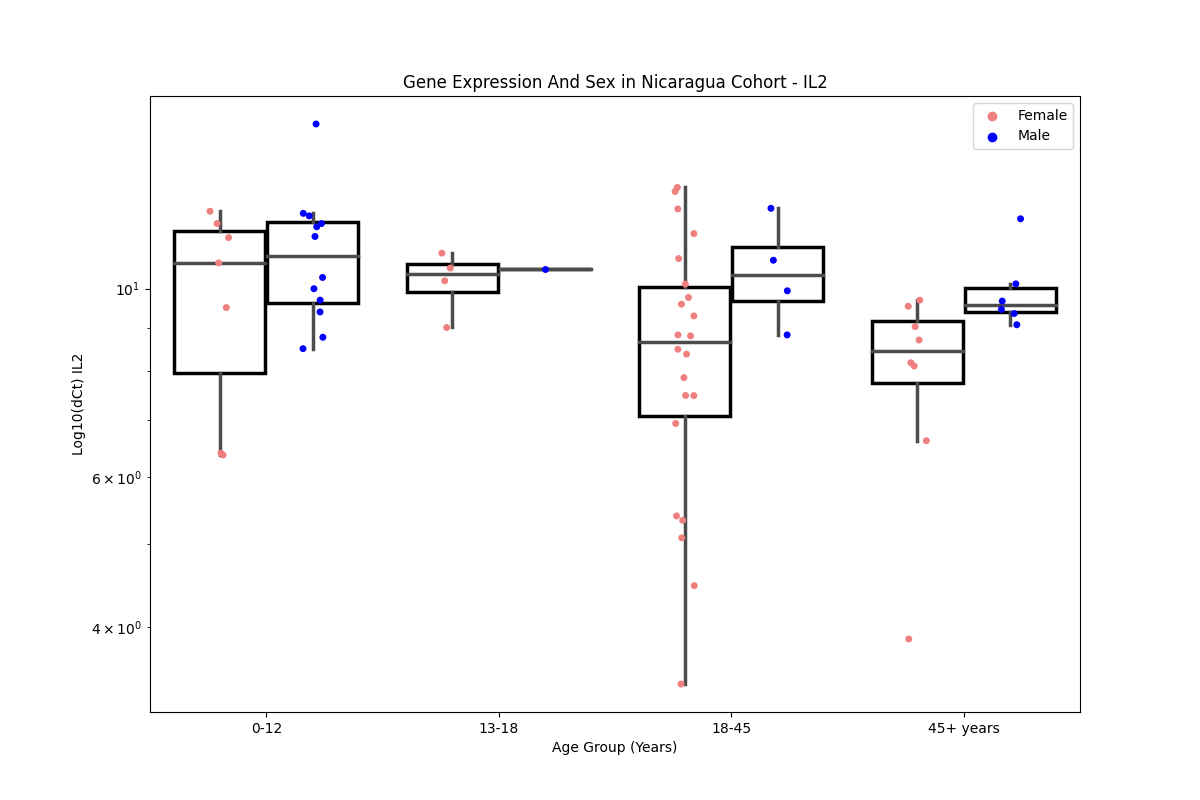 Gene Expression And Sex in Nicaragua Cohort - IL2
Female
Male
Log10(dCt) IL2
10¹
6 × 10⁰
4 × 10⁰
0-12
13-18
18-45
45+ years
Age Group (Years)